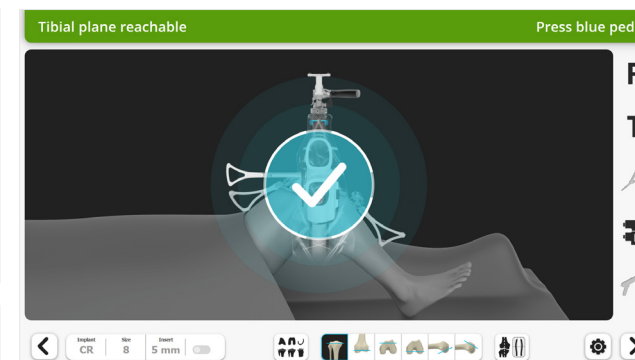 Tibial plane reachable
Press blue ped
Implant
CR
Size
8
Insert
5 mm